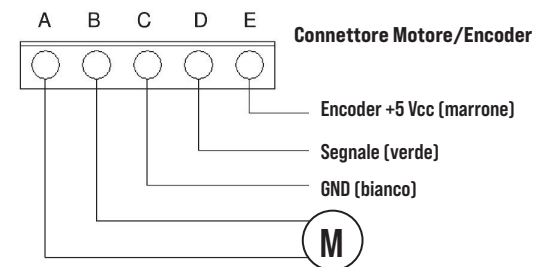 A B C D E
Connettore Motore/Encoder
Encoder +5 Vcc (marrone)
Segnale (verde)
GND (bianco)
M